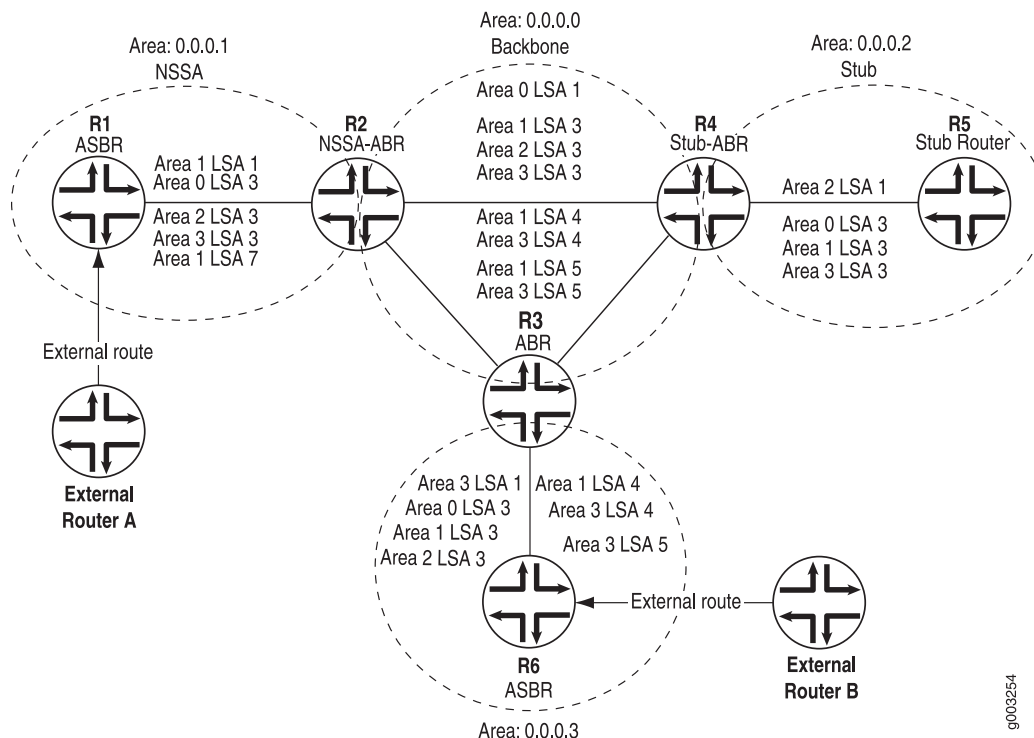 Area: 0.0.0.0
Backbone
Area: 0.0.0.1
NSSA
Area: 0.0.0.2
Stub
R1
ASBR
Area 1 LSA 1
Area 0 LSA 3
Area 2 LSA 3
Area 3 LSA 3
Area 1 LSA 7
R2
NSSA-ABR
Area 0 LSA 1
Area 1 LSA 3
Area 2 LSA 3
Area 3 LSA 3
Area 1 LSA 4
Area 3 LSA 4
Area 1 LSA 5
Area 3 LSA 5
R4
Stub-ABR
Area 2 LSA 1
Area 0 LSA 3
Area 1 LSA 3
Area 3 LSA 3
R5
Stub Router
R3
ABR
External route
External
Router A
Area 3 LSA 1
Area 0 LSA 3
Area 1 LSA 3
Area 2 LSA 3
Area 1 LSA 4
Area 3 LSA 4
Area 3 LSA 5
External route
R6
ASBR
External
Router B
Area: 0.0.0.3
g003254